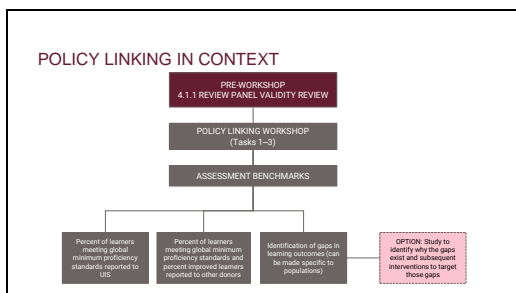 POLICY LINKING IN CONTEXT
PRE-WORKSHOP
4.1.1 REVIEW PANEL VALIDITY REVIEW
POLICY LINKING WORKSHOP
(Tasks 1–3)
ASSESSMENT BENCHMARKS
Percent of learners
meeting global
minimum proficiency
standards reported to
UIS
Percent of learners
meeting global minimum
proficiency standards and
percent improved learners
reported to other donors
Identification of gaps in
learning outcomes (can
be made specific to
populations)
OPTION: Study to
identify why the gaps
exist and subsequent
interventions to target
those gaps